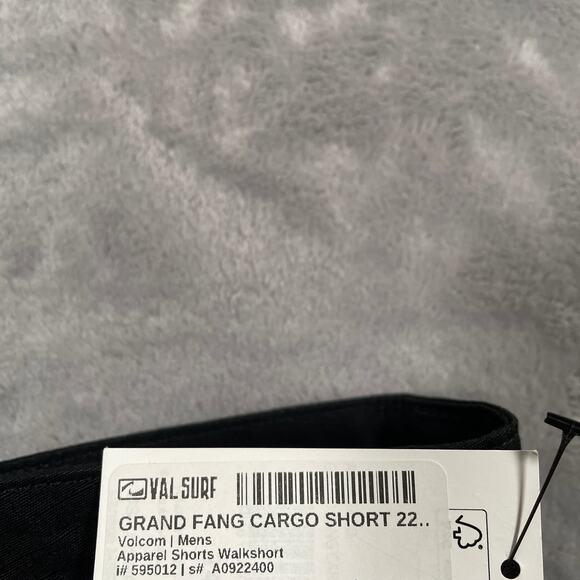 VAL SURF
GRAND FANG CARGO SHORT 22..
Volcom | Mens
Apparel Shorts Walkshort
i# 595012 | s# A0922400